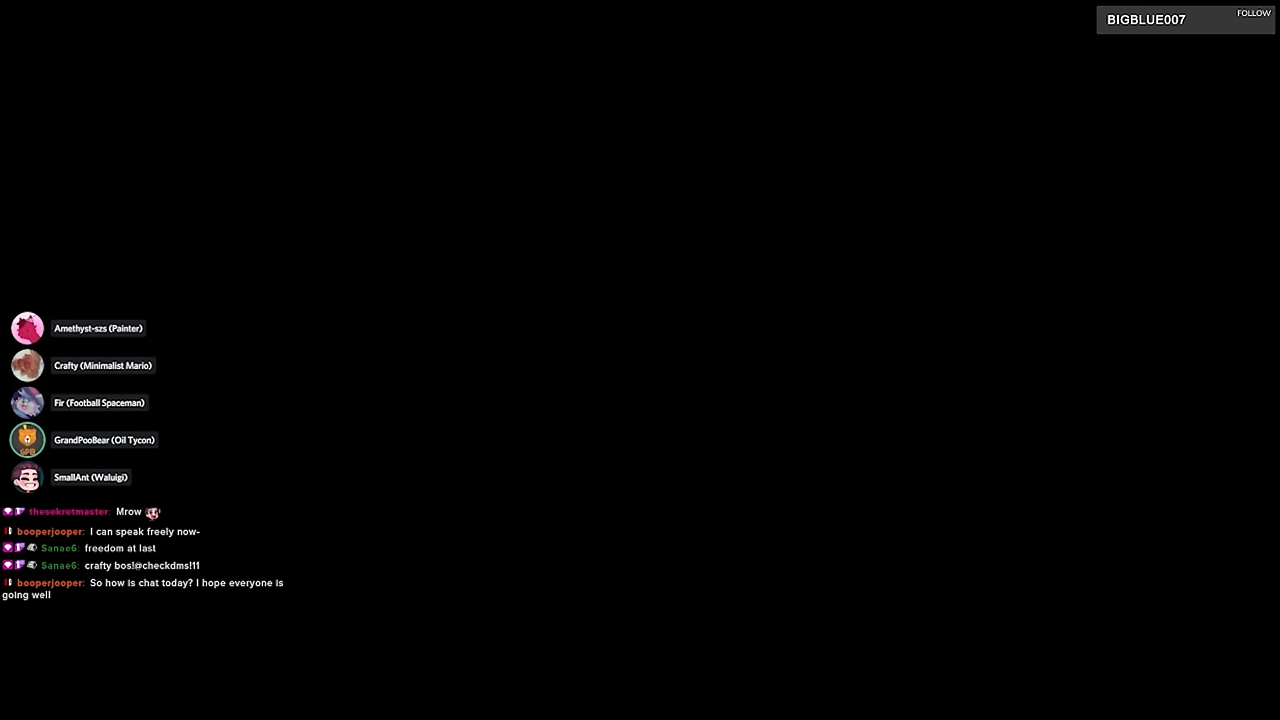 BIGBLUE007
FOLLOW
Amethyst-szs (Painter)
Crafty (Minimalist Mario)
Fir (Football Spaceman)
GPB
GrandPooBear (Oil Tycon)
SmallAnt (Waluigi)
thesekretmaster: Mrow
booperjooper: I can speak freely now-
Sanae6: freedom at last
Sanae6: crafty bos!@checkdms!11
booperjooper: So how is chat today? I hope everyone is
going well